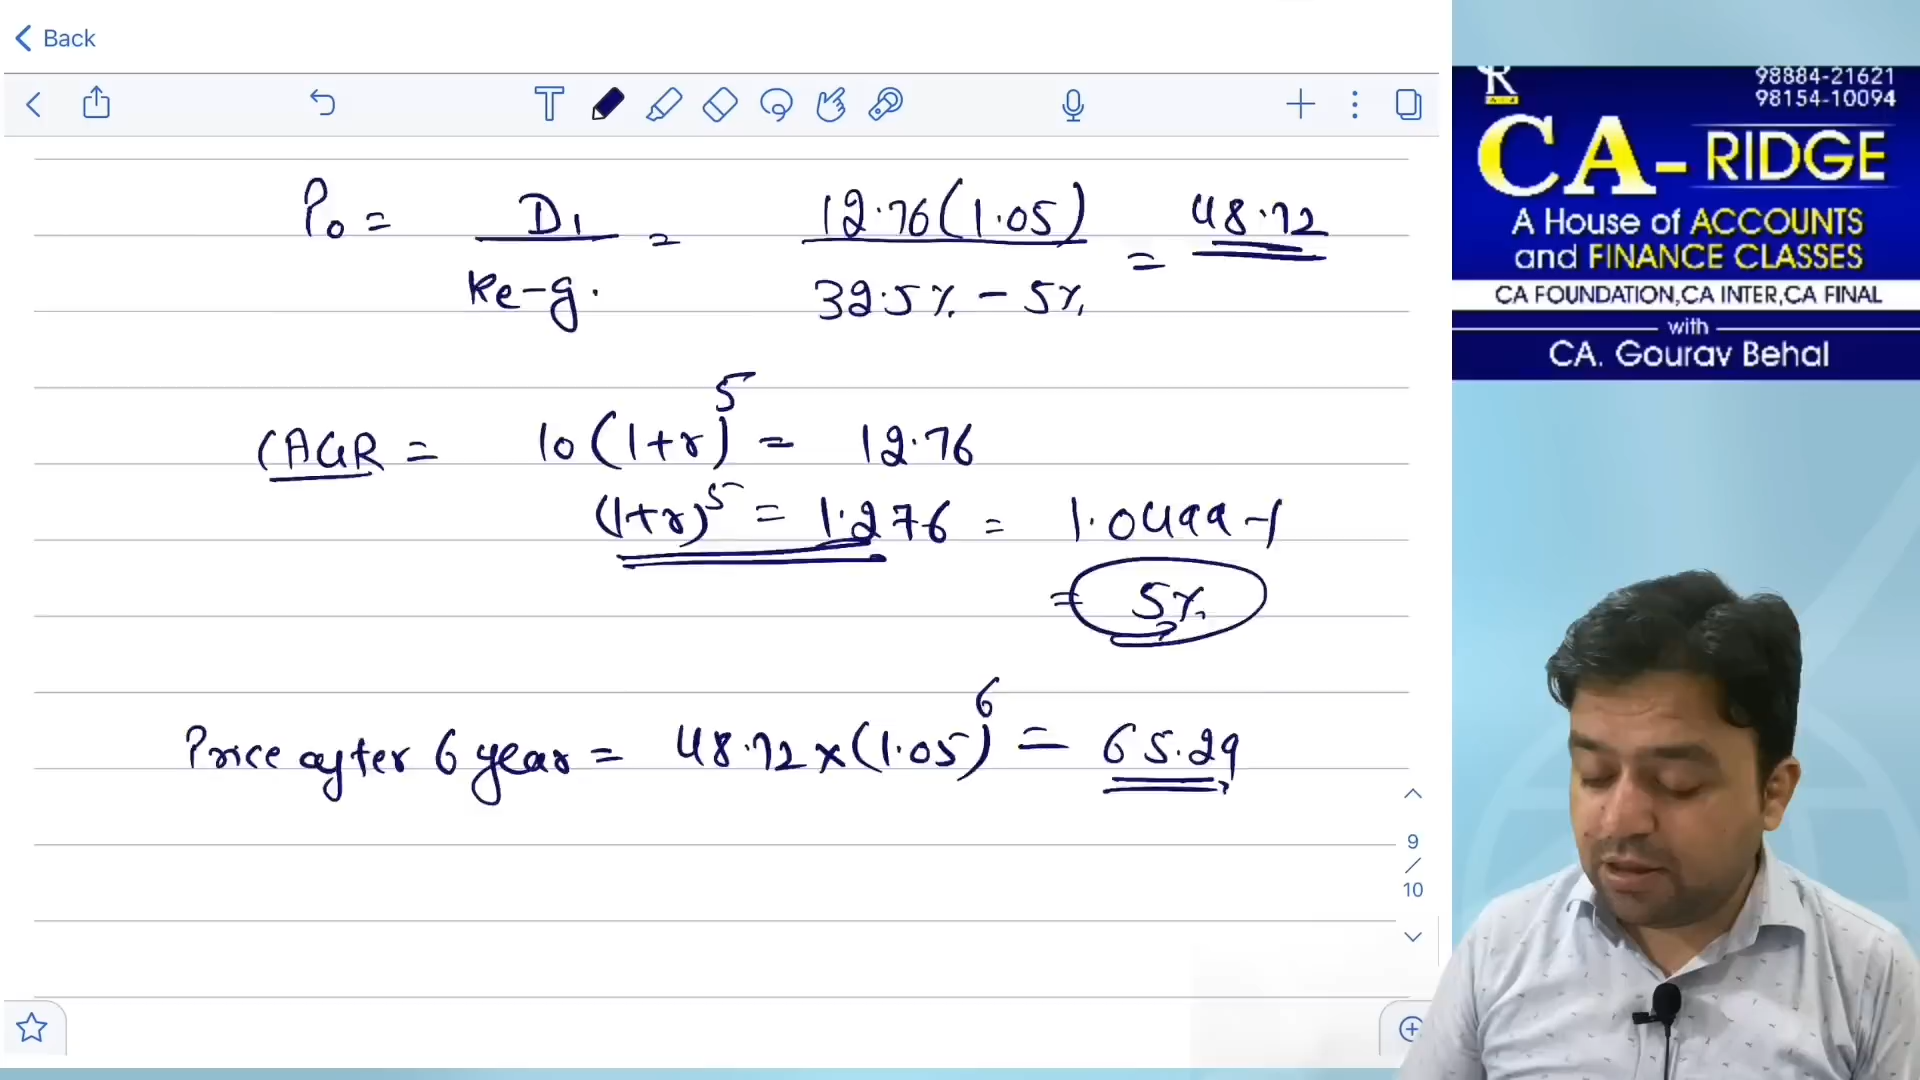 Back
P₀ = D₁ / Ke-g. = 12.76(1.05) / 32.5% - 5% = 48.72
CAGR = 10(1+r)⁵ = 12.76
(1+r)⁵ = 1.276 = 1.0499-1
= 5%
Price after 6 year = 48.72 x (1.05)⁶ = 65.29
9
/
10
98884-21621
98154-10094
CA- RIDGE
A House of ACCOUNTS
and FINANCE CLASSES
CA FOUNDATION,CA INTER,CA FINAL
with
CA. Gourav Behal